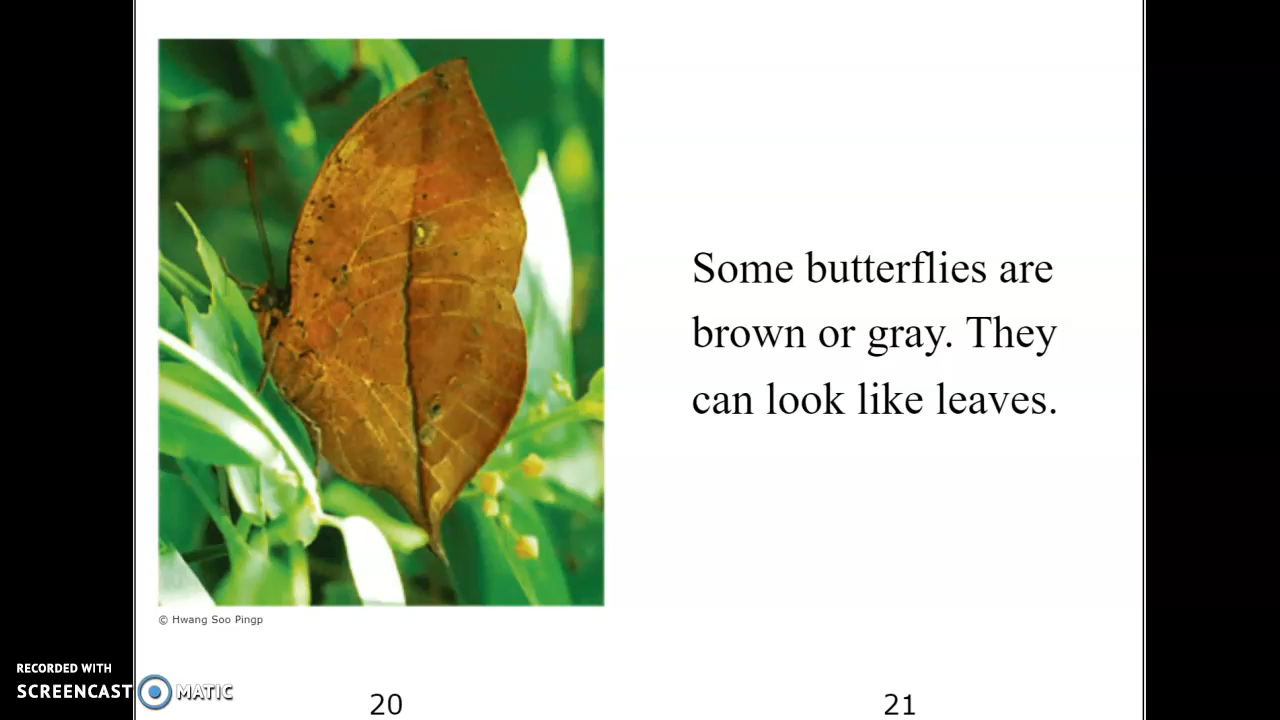 Some butterflies are
brown or gray. They
can look like leaves.
© Hwang Soo Pingp
RECORDED WITH
SCREENCAST MATIC
20
21